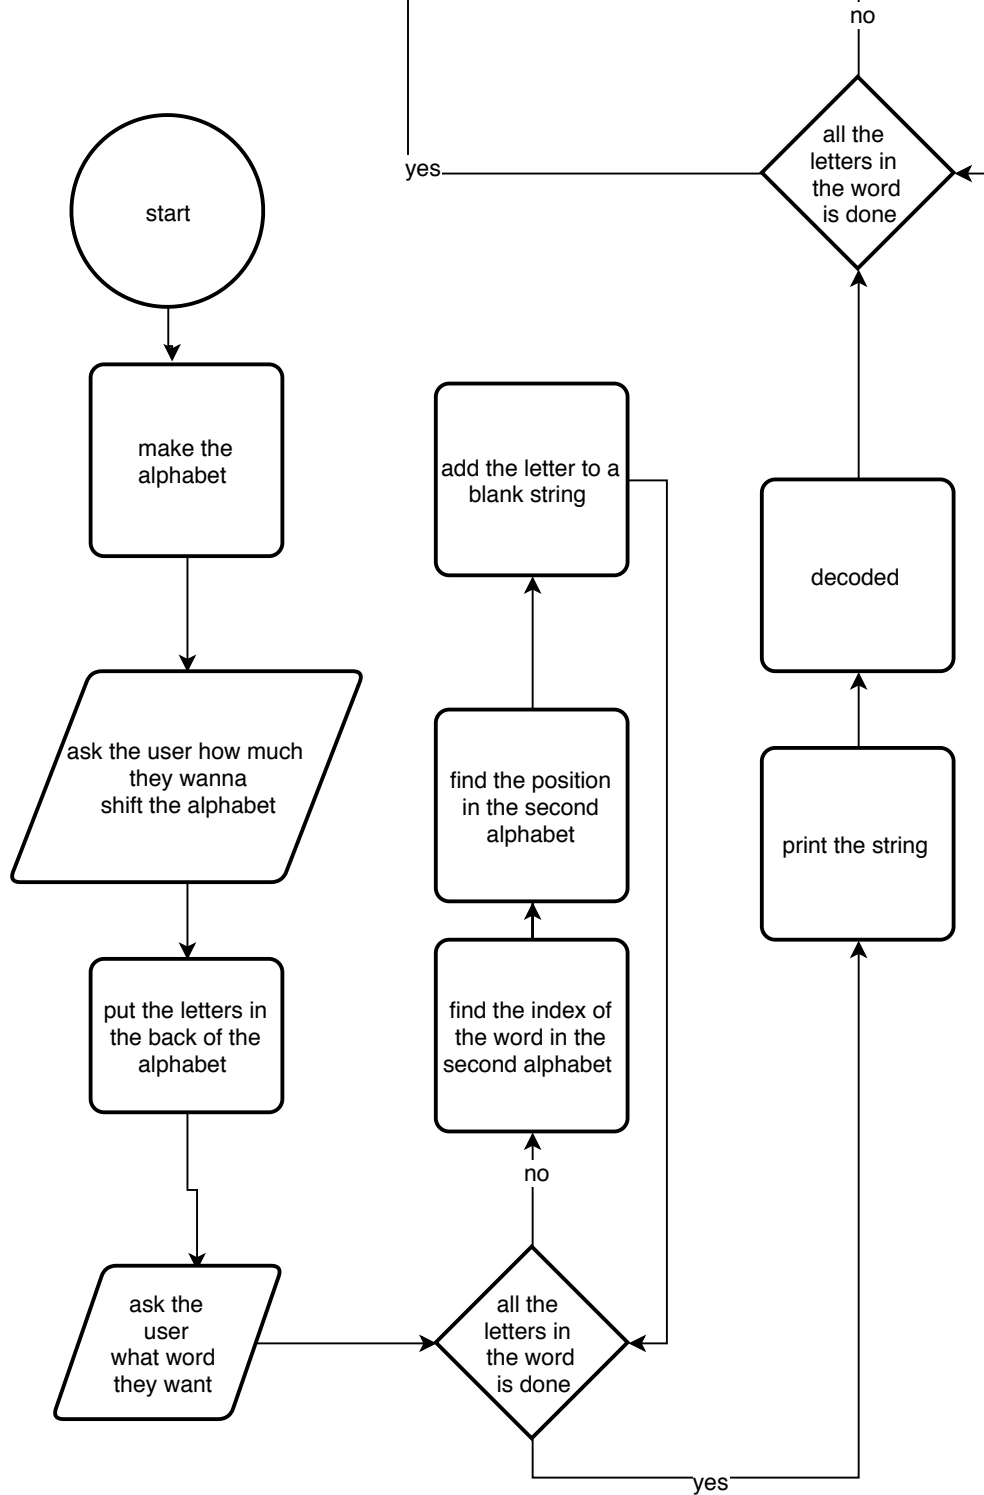 start
make the
alphabet
ask the user how much
they wanna
shift the alphabet
put the letters in
the back of the
alphabet
ask the
user
what word
they want
all the
letters in
the word
is done
no
find the index of
the word in the
second alphabet
find the position
in the second
alphabet
add the letter to a
blank string
yes
print the string
decoded
all the
letters in
the word
is done
yes
no